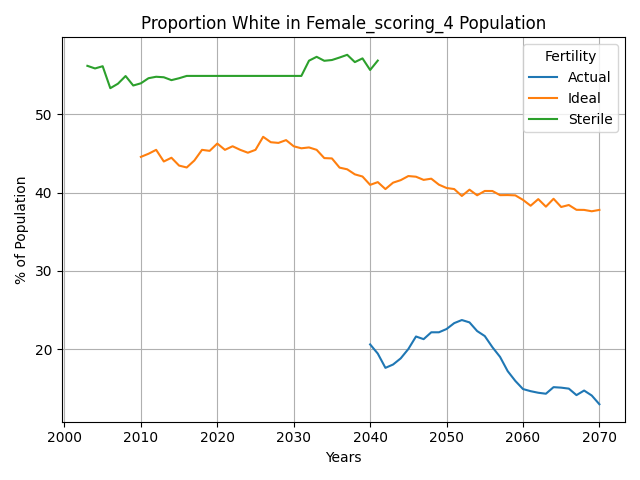 Proportion White in Female_scoring_4 Population
Fertility
Actual
Ideal
Sterile
% of Population
50
40
30
20
2000 2010 2020 2030 2040 2050 2060 2070
Years